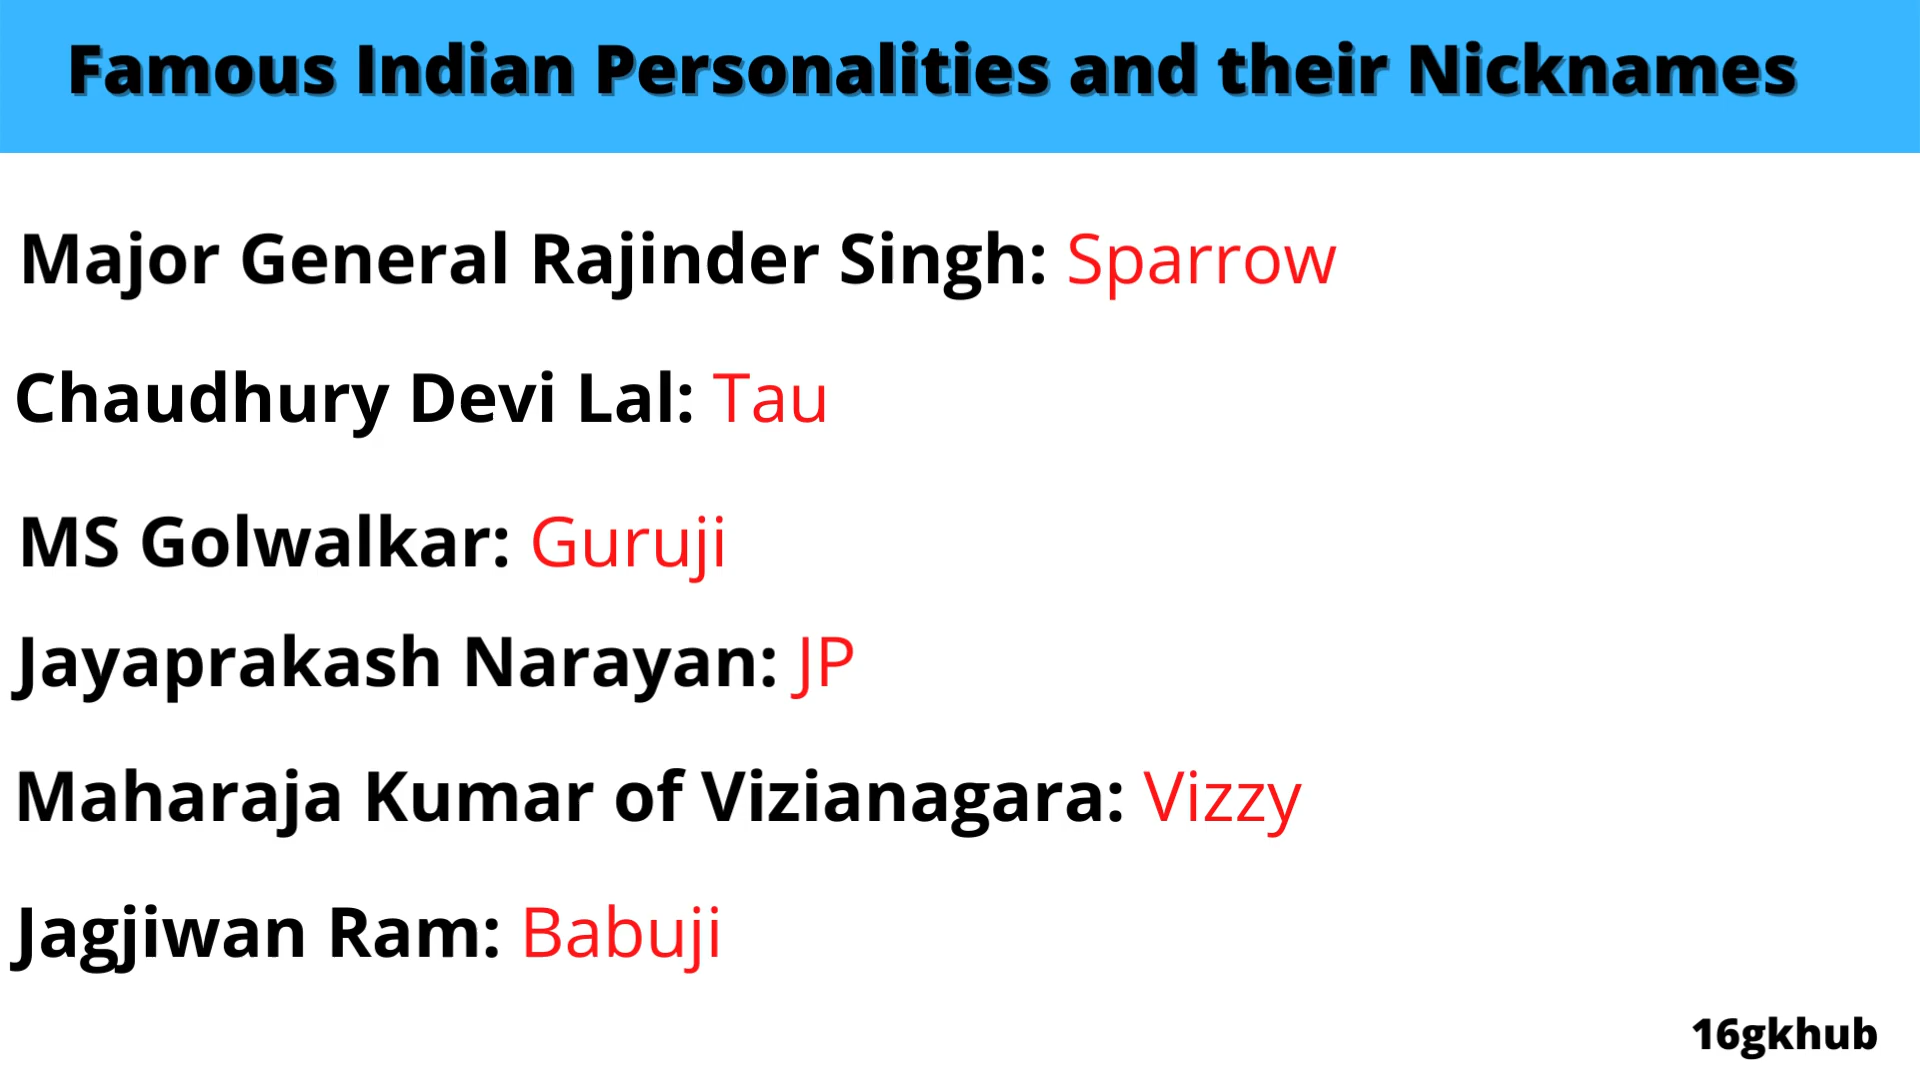 Famous Indian Personalities and their Nicknames
Major General Rajinder Singh: Sparrow
Chaudhury Devi Lal: Tau
MS Golwalkar: Guruji
Jayaprakash Narayan: JP
Maharaja Kumar of Vizianagara: Vizzy
Jagjiwan Ram: Babuji
16gkhub